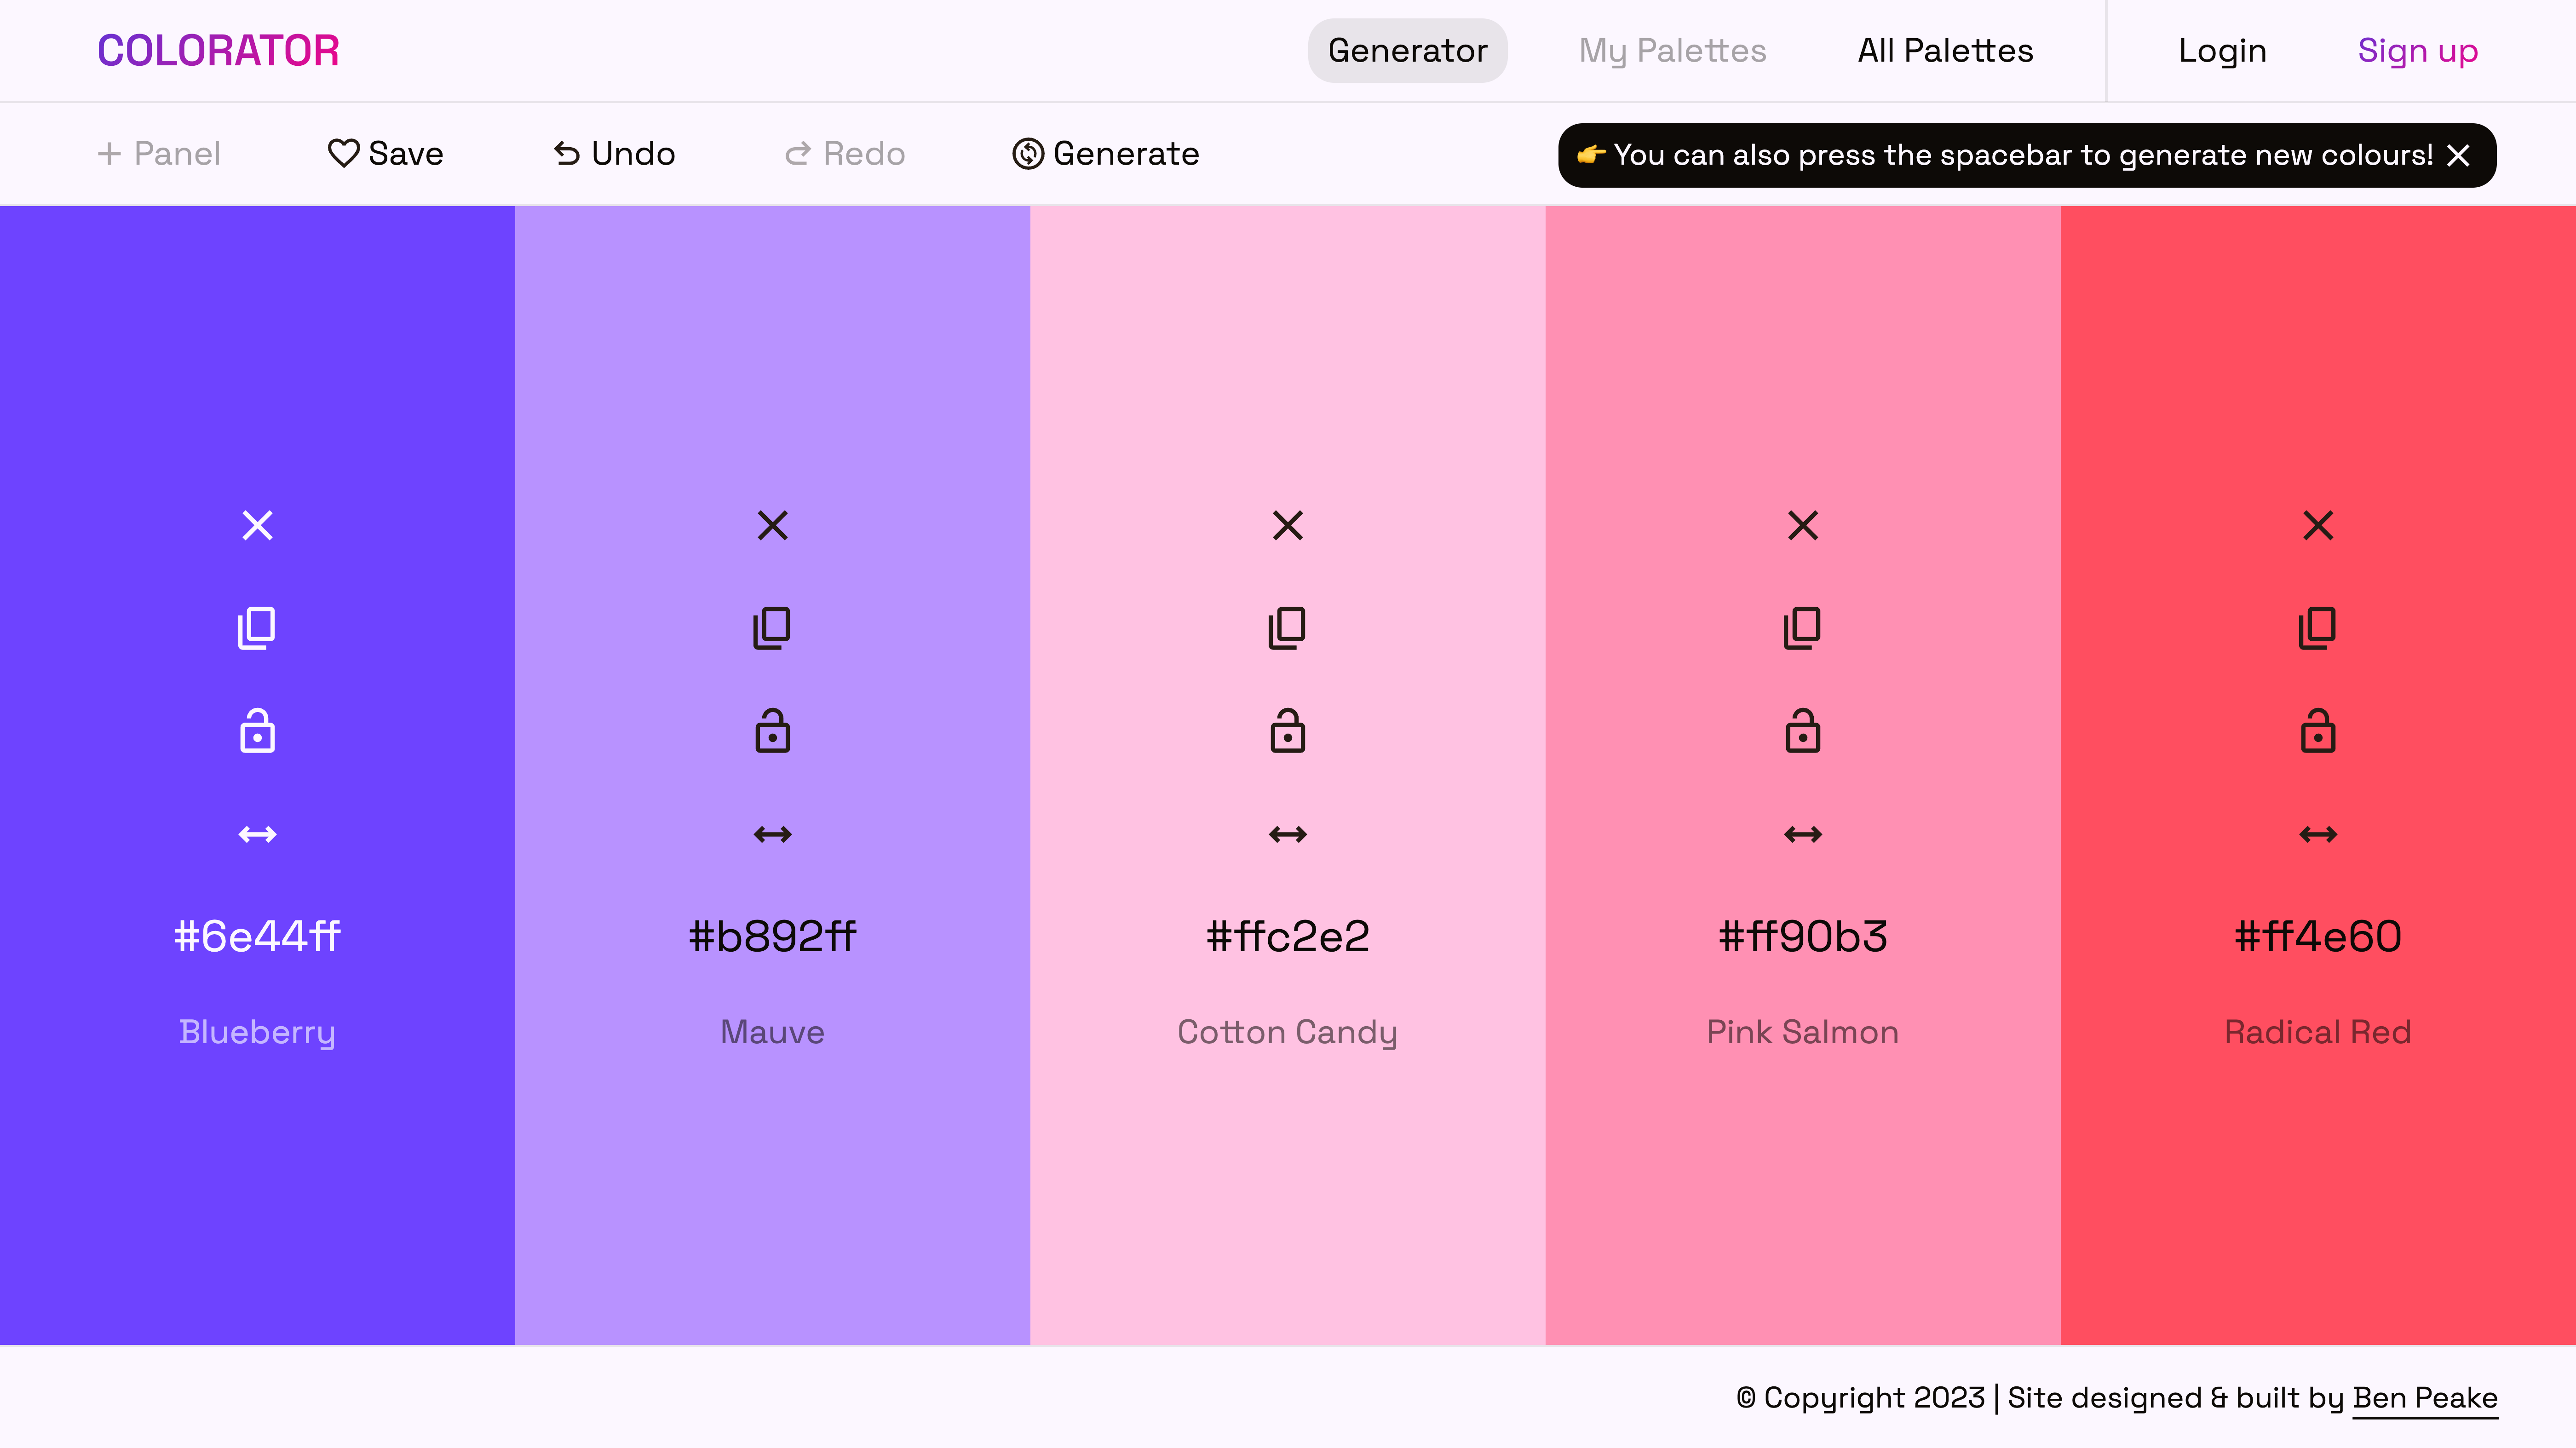 COLORATOR
Generator
My Palettes
All Palettes
Login
Sign up
Panel
Save
Undo
Redo
Generate
👉 You can also press the spacebar to generate new colours!
#6e44ff
Blueberry
#b892ff
Mauve
#ffc2e2
Cotton Candy
#ff90b3
Pink Salmon
#ff4e60
Radical Red
© Copyright 2023 | Site designed & built by Ben Peake